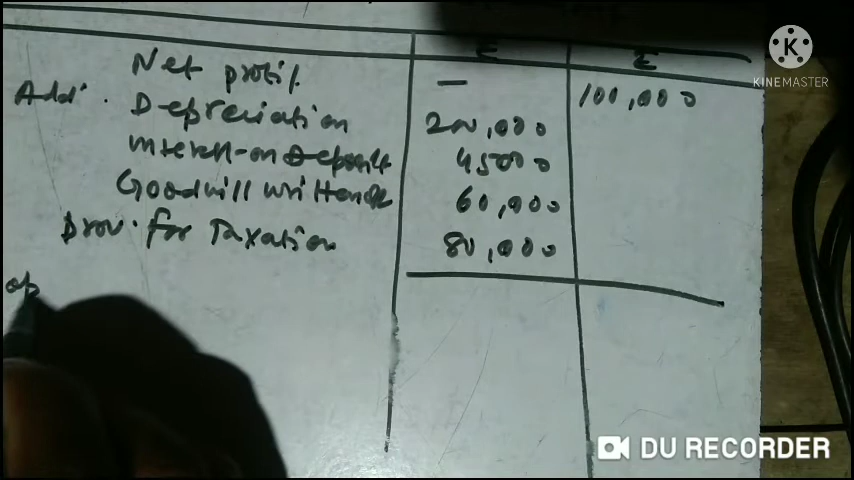 Σ Σ
Net profit — 100,000
Add. Depreciation 200,000
Interest on 45000
Goodwill written off 60,000
Prov. for Taxation 80,000
op
K
KINEMASTER
DU RECORDER